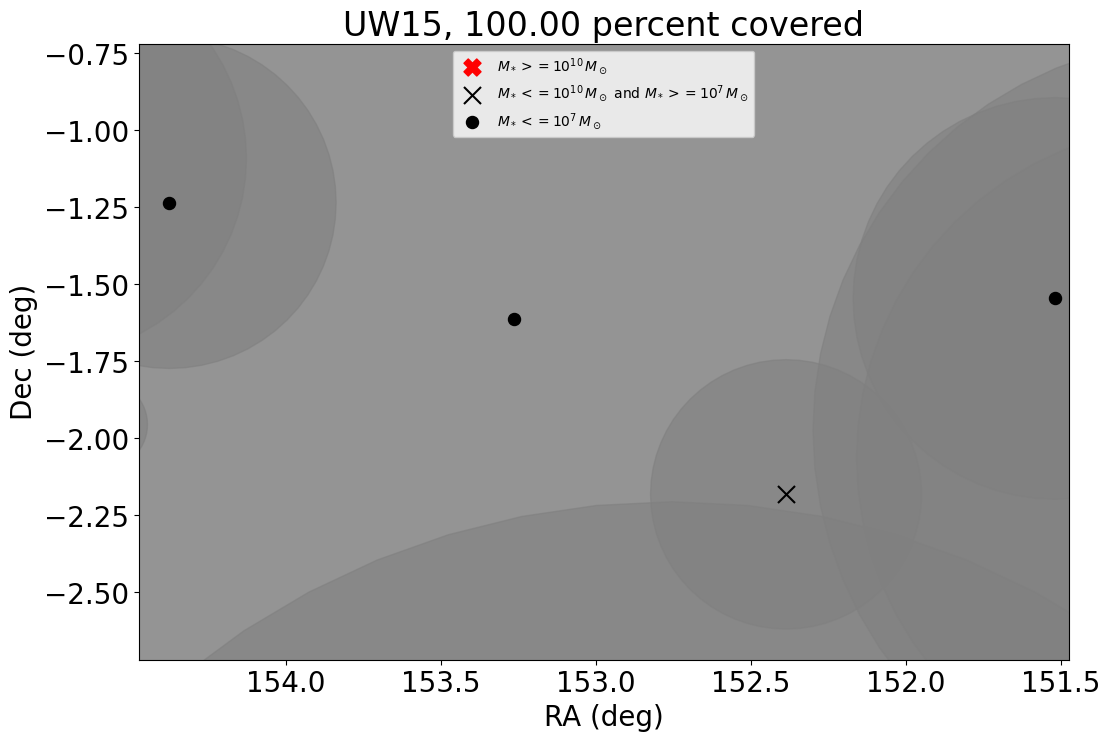 UW15, 100.00 percent covered
M* >= 10^10 M⊙
M* <= 10^10 M⊙ and M* >= 10^7 M⊙
M* <= 10^7 M⊙
−0.75
−1.00
−1.25
−1.50
−1.75
−2.00
−2.25
−2.50
Dec (deg)
154.0 153.5 153.0 152.5 152.0 151.5
RA (deg)